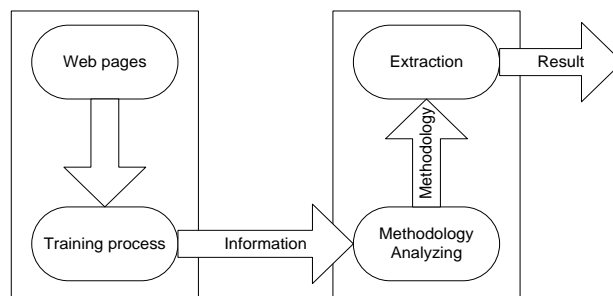 Web pages
Training process
Information
Methodology
Analyzing
Methodology
Extraction
Result